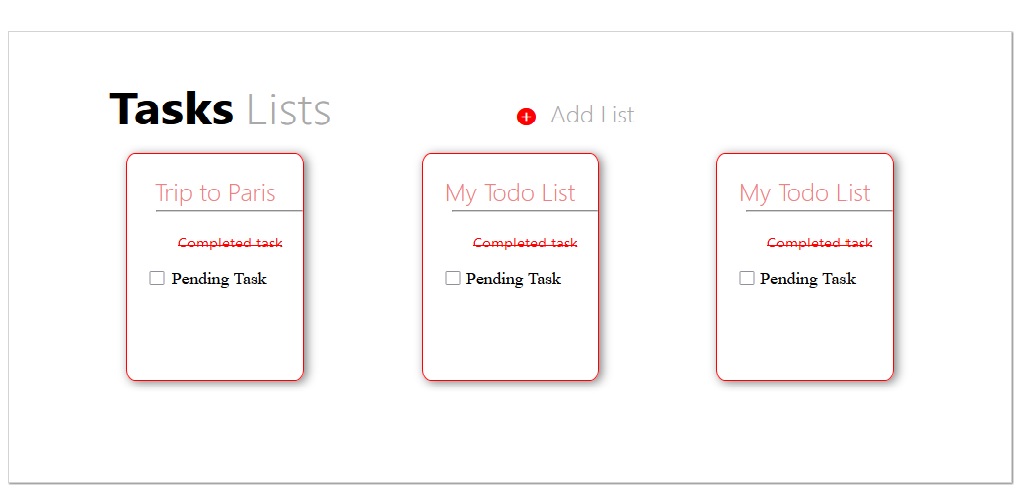 Tasks Lists
+ Add List
Trip to Paris
Completed task
Pending Task
My Todo List
Completed task
Pending Task
My Todo List
Completed task
Pending Task